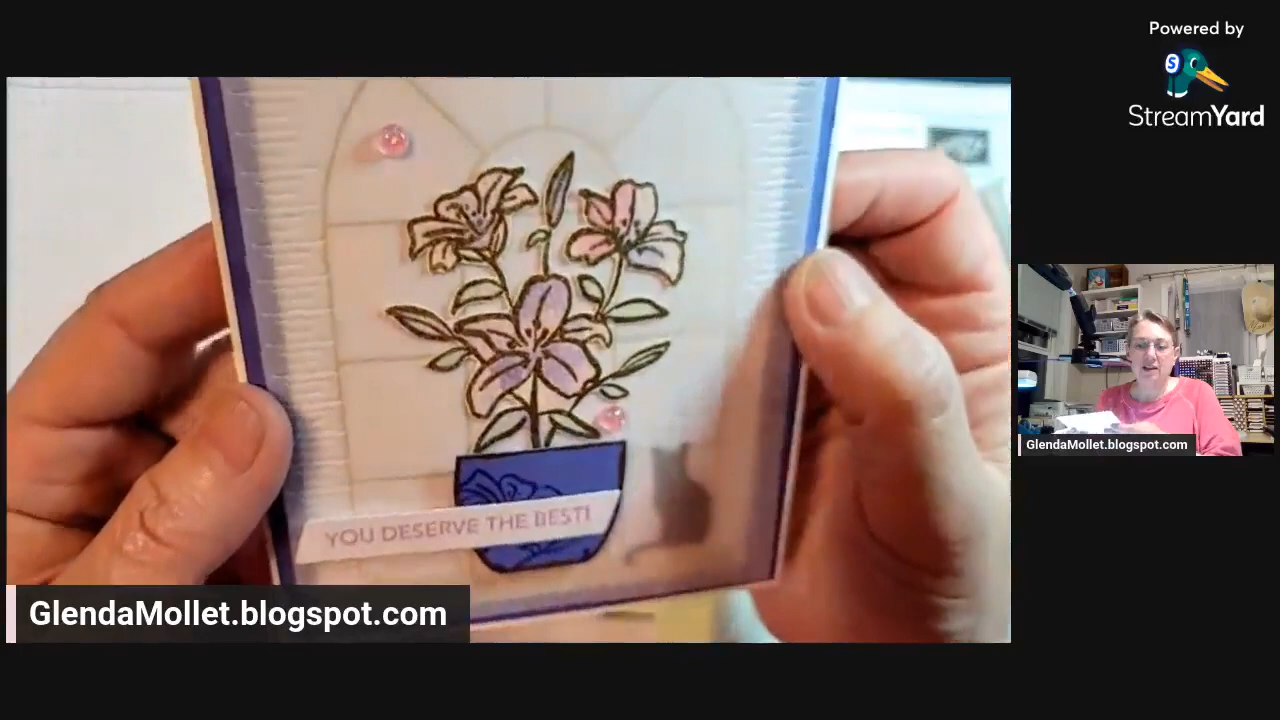 Powered by
S
StreamYard
YOU DESERVE THE BEST!
GlendaMollet.blogspot.com
GlendaMollet.blogspot.com